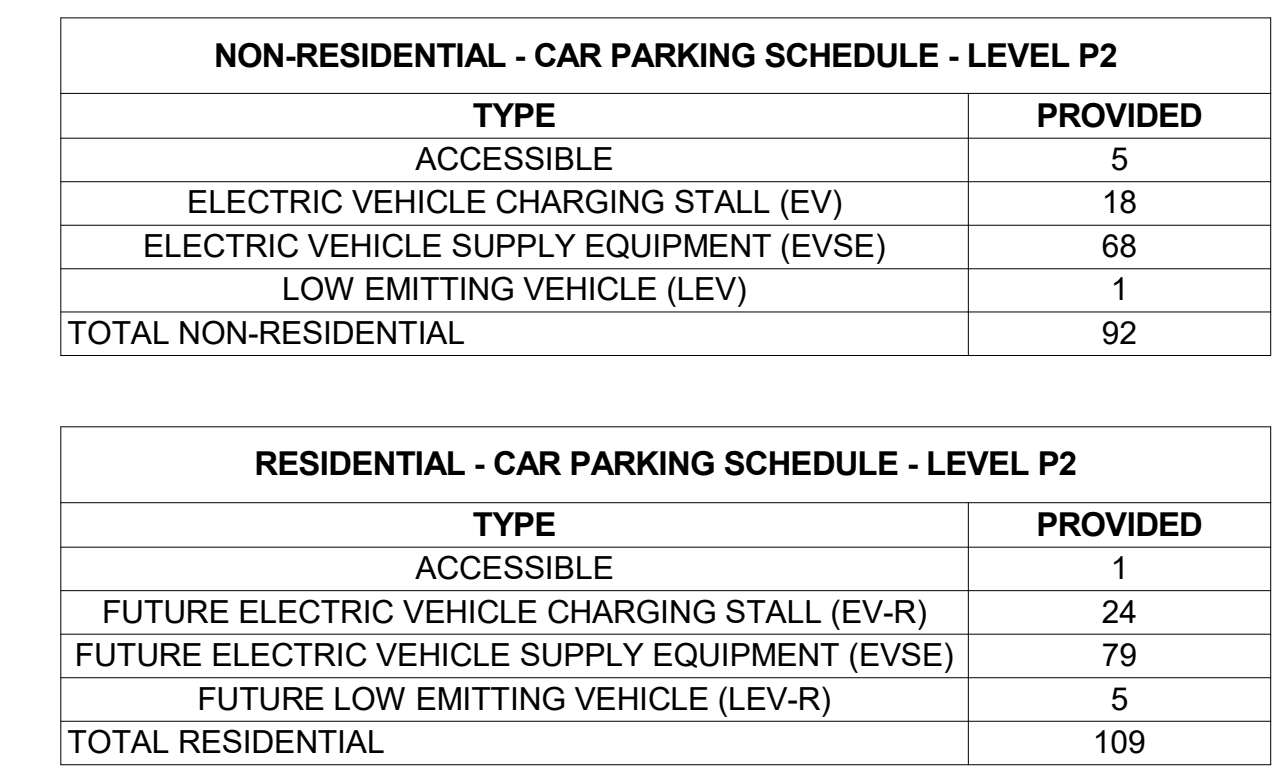 NON-RESIDENTIAL - CAR PARKING SCHEDULE - LEVEL P2
TYPE PROVIDED
ACCESSIBLE 5
ELECTRIC VEHICLE CHARGING STALL (EV) 18
ELECTRIC VEHICLE SUPPLY EQUIPMENT (EVSE) 68
LOW EMITTING VEHICLE (LEV) 1
TOTAL NON-RESIDENTIAL 92
RESIDENTIAL - CAR PARKING SCHEDULE - LEVEL P2
TYPE PROVIDED
ACCESSIBLE 1
FUTURE ELECTRIC VEHICLE CHARGING STALL (EV-R) 24
FUTURE ELECTRIC VEHICLE SUPPLY EQUIPMENT (EVSE) 79
FUTURE LOW EMITTING VEHICLE (LEV-R) 5
TOTAL RESIDENTIAL 109